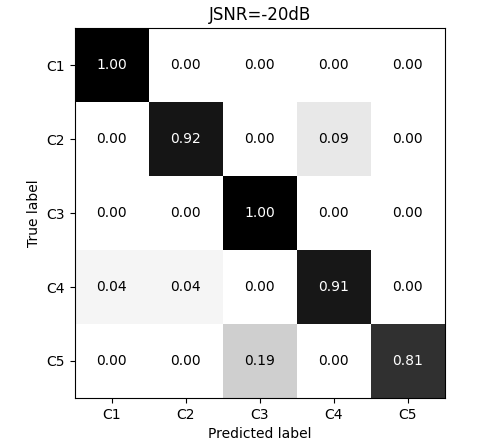 JSNR=-20dB
C1 1.00 0.00 0.00 0.00 0.00
C2 0.00 0.92 0.00 0.09 0.00
C3 0.00 0.00 1.00 0.00 0.00
C4 0.04 0.04 0.00 0.91 0.00
C5 0.00 0.00 0.19 0.00 0.81
C1 C2 C3 C4 C5
Predicted label
True label